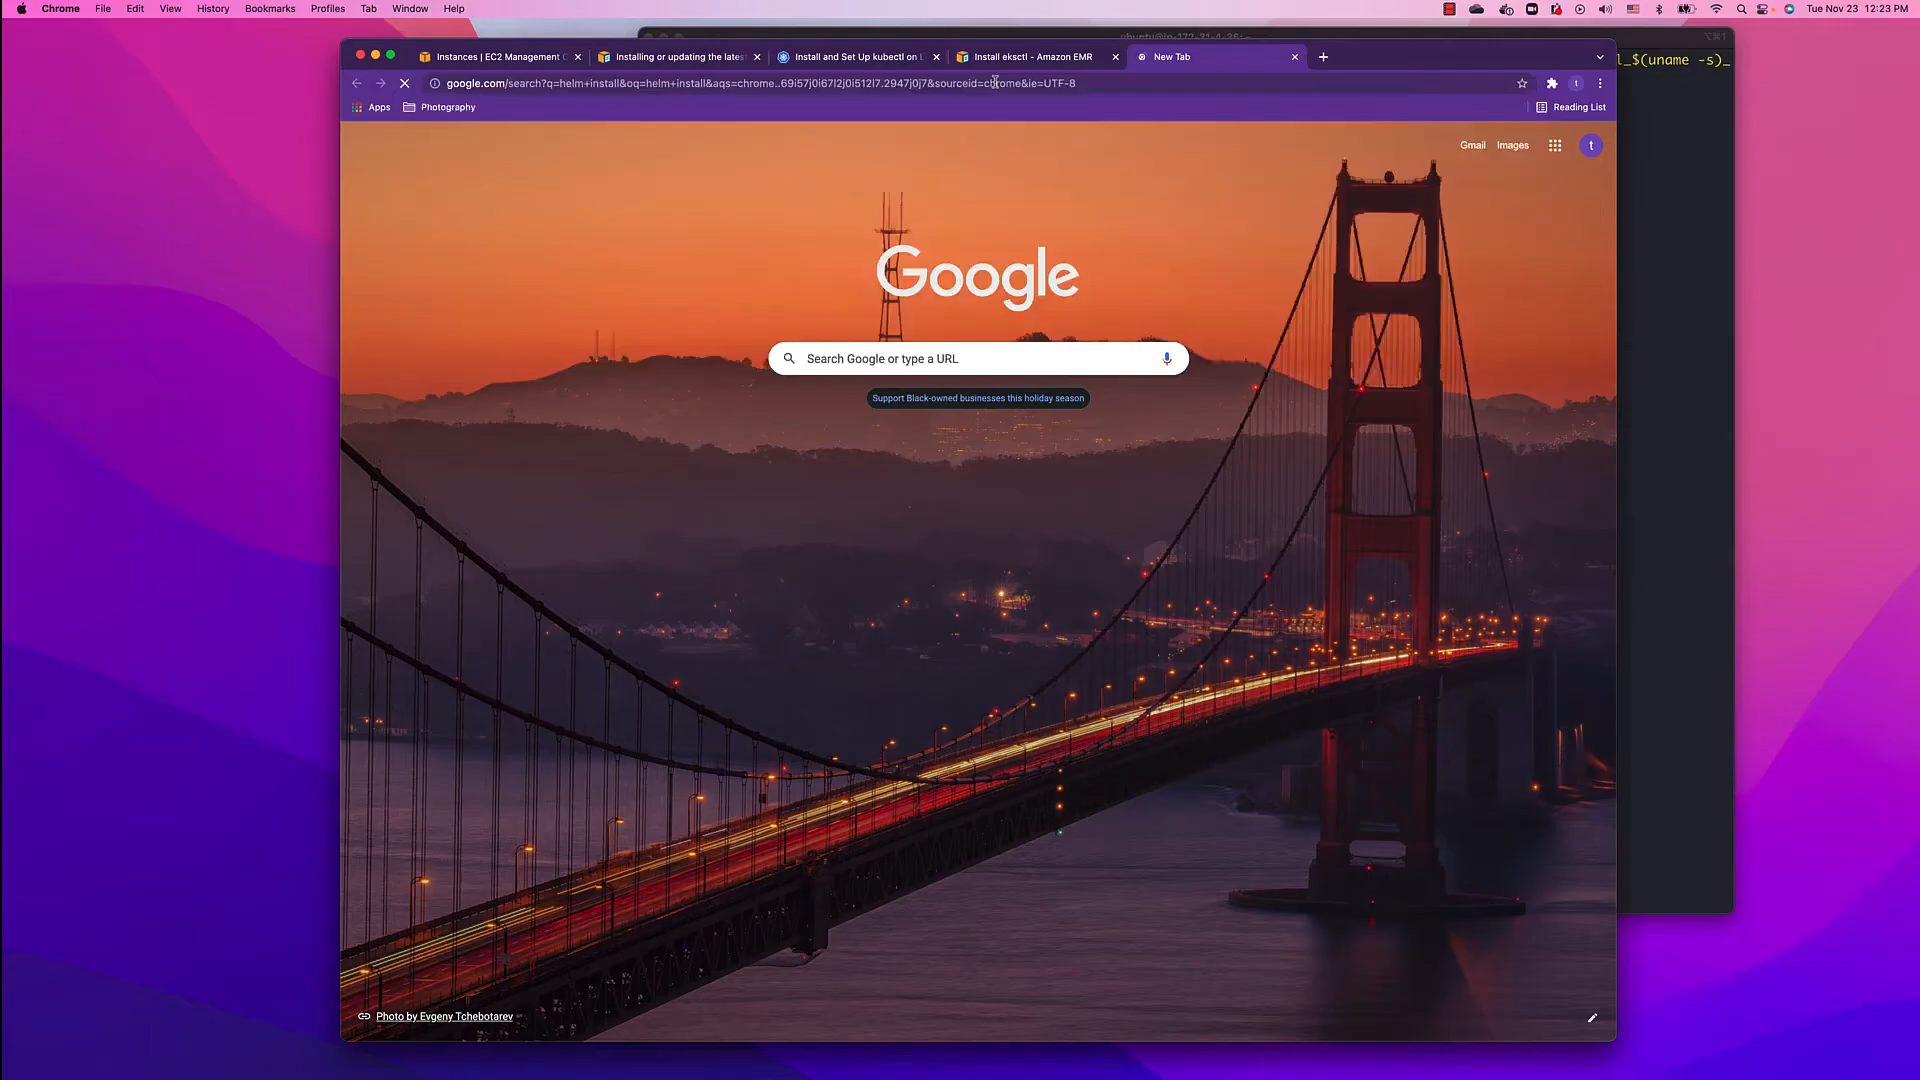 Chrome File Edit View History Bookmarks Profiles Tab Window Help
Tue Nov 23 12:23 PM
Instances | EC2 Management C
Installing or updating the lates
Install and Set Up kubectl on L
Install eksctl - Amazon EMR
New Tab
l_$(uname -s)_
google.com/search?q=helm+install&oq=helm+install&aqs=chrome..69i57j0i67l2j0i512l7.2947j0j7&sourceid=chrome&ie=UTF-8
Apps Photography
Reading List
Gmail Images
t
Google
Search Google or type a URL
Support Black-owned businesses this holiday season
Photo by Evgeny Tchebotarev